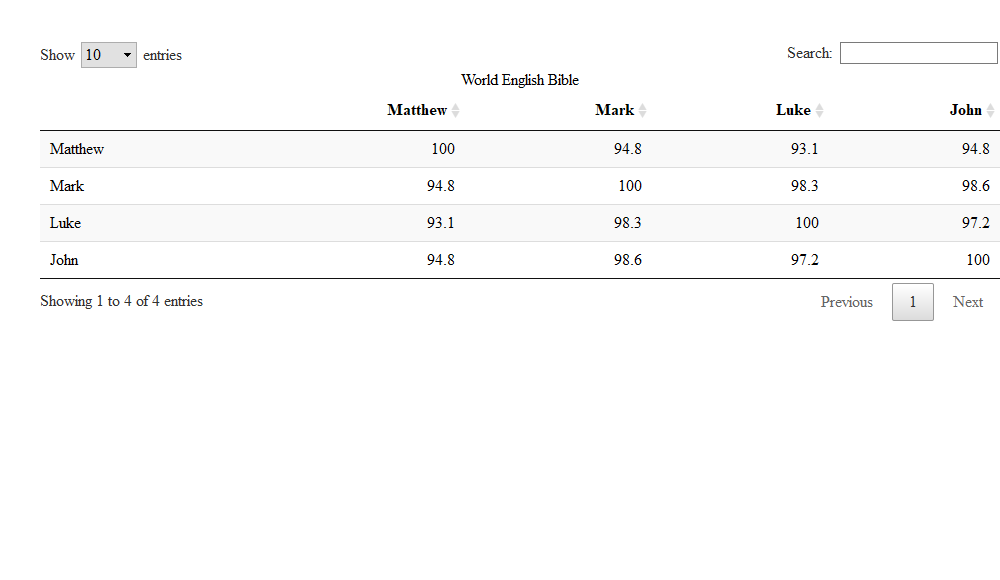 Show 10 entries Search:
World English Bible
Matthew Mark Luke John
Matthew 100 94.8 93.1 94.8
Mark 94.8 100 98.3 98.6
Luke 93.1 98.3 100 97.2
John 94.8 98.6 97.2 100
Showing 1 to 4 of 4 entries Previous 1 Next